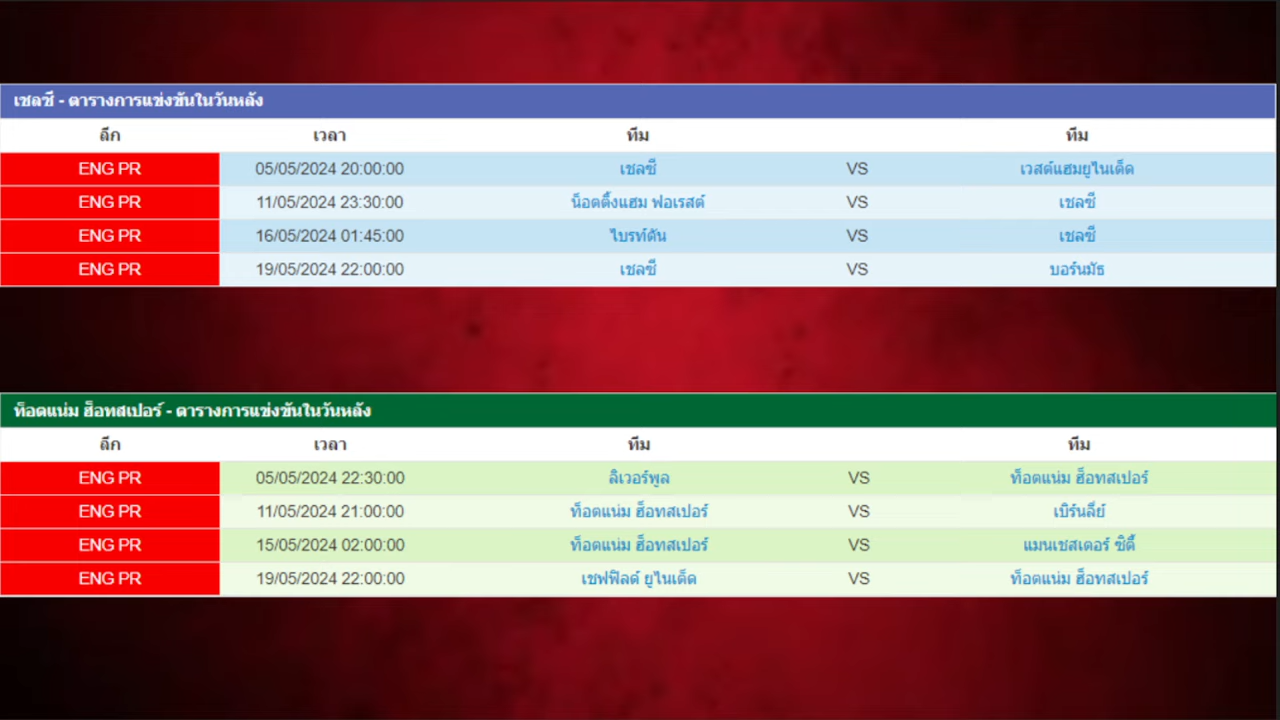 เชลซี - ตารางการแข่งขันในวันหลัง
ลีก เวลา ทีม ทีม
ENG PR 05/05/2024 20:00:00 เชลซี VS เวสต์แฮมยูไนเต็ด
ENG PR 11/05/2024 23:30:00 น็อตติ้งแฮม ฟอเรสต์ VS เชลซี
ENG PR 16/05/2024 01:45:00 ไบรท์ตัน VS เชลซี
ENG PR 19/05/2024 22:00:00 เชลซี VS บอร์นมัธ
ท็อตแน่ม ฮ็อทสเปอร์ - ตารางการแข่งขันในวันหลัง
ลีก เวลา ทีม ทีม
ENG PR 05/05/2024 22:30:00 ลิเวอร์พูล VS ท็อตแน่ม ฮ็อทสเปอร์
ENG PR 11/05/2024 21:00:00 ท็อตแน่ม ฮ็อทสเปอร์ VS เบิร์นลี่ย์
ENG PR 15/05/2024 02:00:00 ท็อตแน่ม ฮ็อทสเปอร์ VS แมนเชสเตอร์ ซิตี้
ENG PR 19/05/2024 22:00:00 เชฟฟิลด์ ยูไนเต็ด VS ท็อตแน่ม ฮ็อทสเปอร์